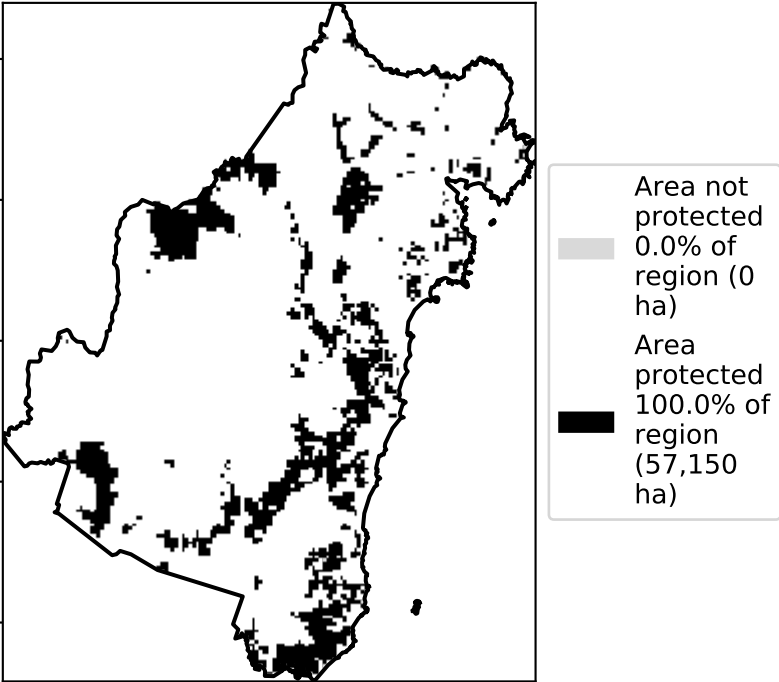 Area not
protected
0.0% of
region (0
ha)
Area
protected
100.0% of
region
(57,150
ha)